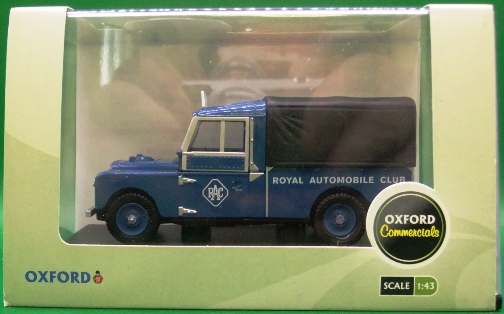 RAC
ROYAL AUTOMOBILE CLUB
OXFORD
Commercials
OXFORD
SCALE 1:43